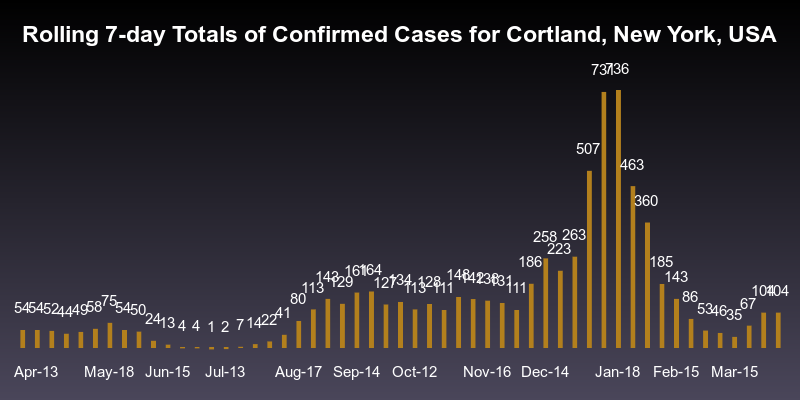 Rolling 7-day Totals of Confirmed Cases for Cortland, New York, USA
54 54 52 44 49 58 75 54 50 24 13 4 4 1 2 7 14 22 41 80 113 143 129 161 164 127 134 113 128 111 148 142 138 131 111 186 258 223 263 507 731 736 463 360 185 143 86 53 46 35 67 104 104
Apr-13 May-18 Jun-15 Jul-13 Aug-17 Sep-14 Oct-12 Nov-16 Dec-14 Jan-18 Feb-15 Mar-15